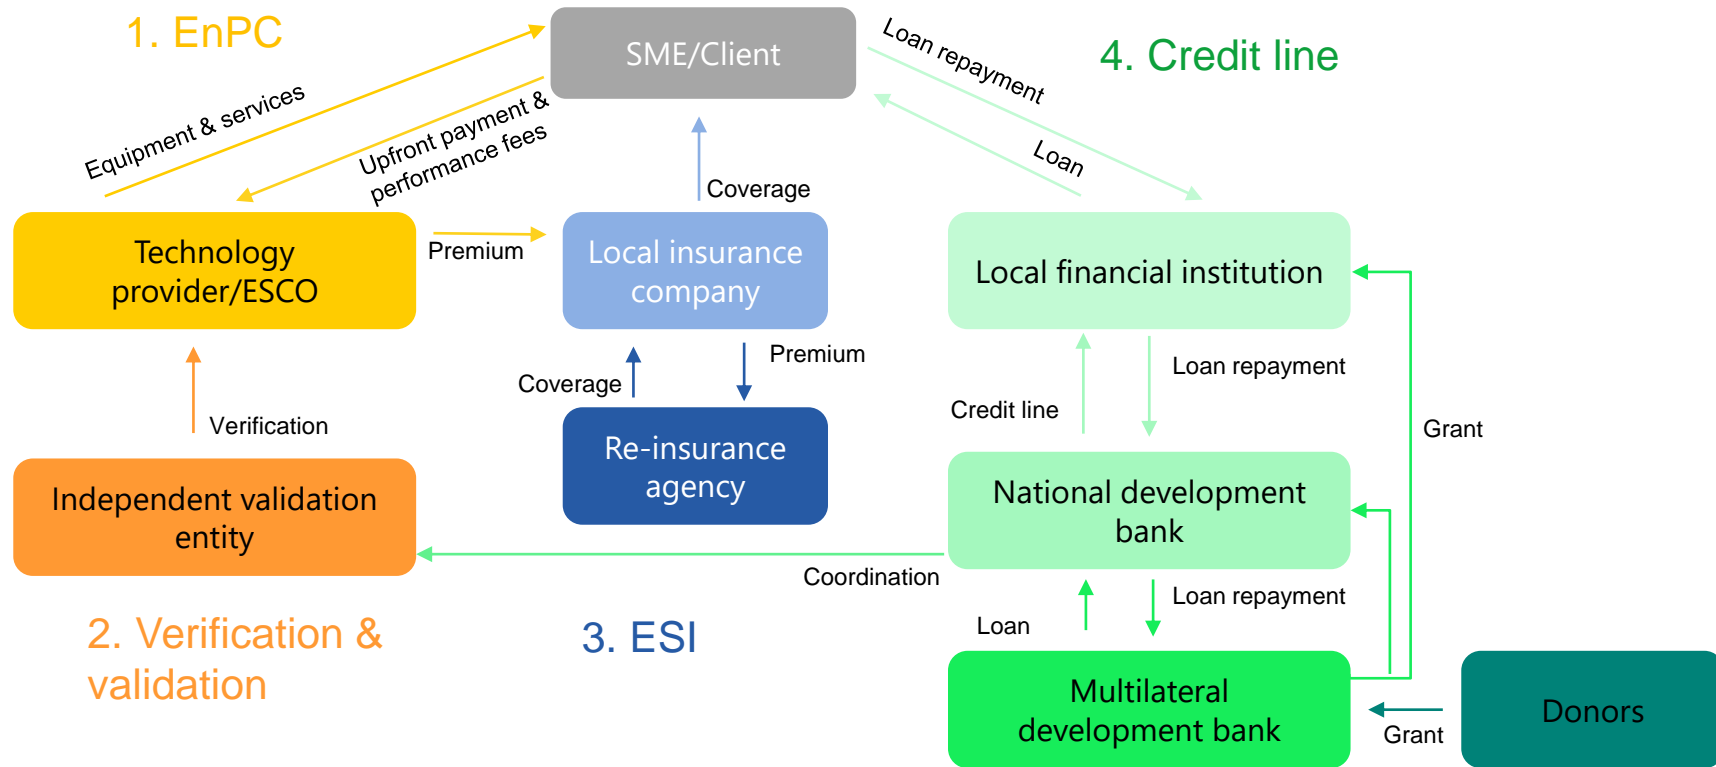 1. EnPC
SME/Client
4. Credit line
Loan repayment
Equipment & services
Upfront payment &
performance fees
Loan
Coverage
Technology
provider/ESCO
Premium
Local insurance
company
Local financial institution
Premium
Coverage
Loan repayment
Credit line
Grant
Verification
Re-insurance
agency
Independent validation
entity
National development
bank
Coordination
Loan repayment
Loan
2. Verification &
validation
3. ESI
Multilateral
development bank
Donors
Grant